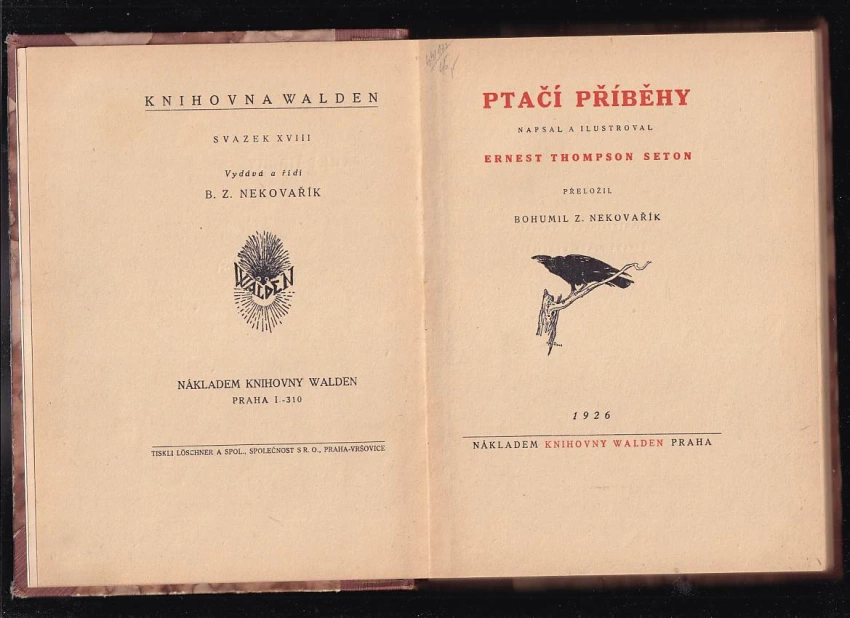 KNIHOVNA WALDEN
SVAZEK XVIII
Vydává a řídí
B. Z. NEKOVAŘÍK
WALDEN
NÁKLADEM KNIHOVNY WALDEN
PRAHA I.-310
TISKLI LÖSCHNER A SPOL., SPOLEČNOST S R. O., PRAHA-VRŠOVICE
PTAČÍ PŘÍBĚHY
NAPSAL A ILUSTROVAL
ERNEST THOMPSON SETON
PŘELOŽIL
BOHUMIL Z. NEKOVAŘÍK
1926
NÁKLADEM KNIHOVNY WALDEN PRAHA